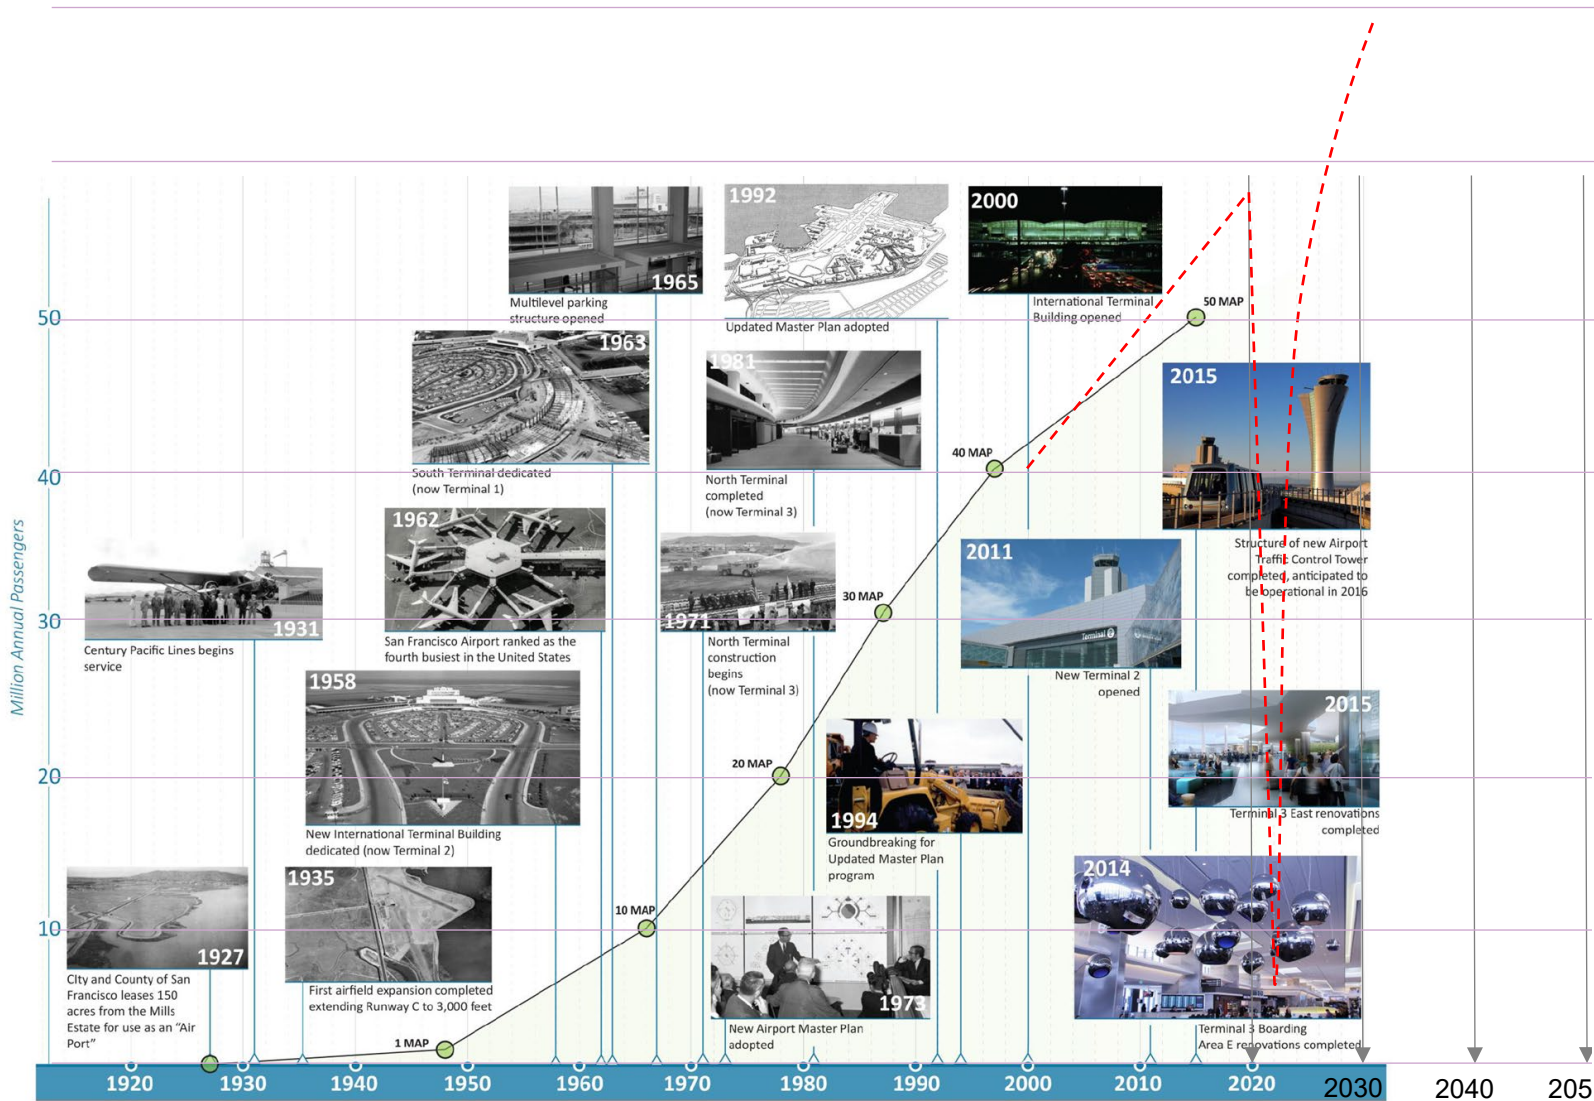 1992
2000
1965
Multilevel parking
structure opened
Updated Master Plan adopted
International Terminal
Building opened
50 MAP
50
1963
1981
2015
South Terminal dedicated
(now Terminal 1)
North Terminal
completed
(now Terminal 3)
40 MAP
40
Million Annual Passengers
1962
2011
Structure of new Airport
Traffic Control Tower
completed, anticipated to
be operational in 2016
1931
Century Pacific Lines begins
service
San Francisco Airport ranked as the
fourth busiest in the United States
1971
North Terminal
construction
begins
(now Terminal 3)
30 MAP
30
Terminal 2
New Terminal 2
opened
1958
2015
New International Terminal Building
dedicated (now Terminal 2)
20 MAP
20
1994
Groundbreaking for
Updated Master Plan
program
Terminal 3 East renovations
completed
1927
City and County of San
Francisco leases 150
acres from the Mills
Estate for use as an “Air
Port”
1935
First airfield expansion completed
extending Runway C to 3,000 feet
10 MAP
10
1973
New Airport Master Plan
adopted
2014
Terminal 3 Boarding
Area E renovations completed
1 MAP
1920 1930 1940 1950 1960 1970 1980 1990 2000 2010 2020 2030 2040 205